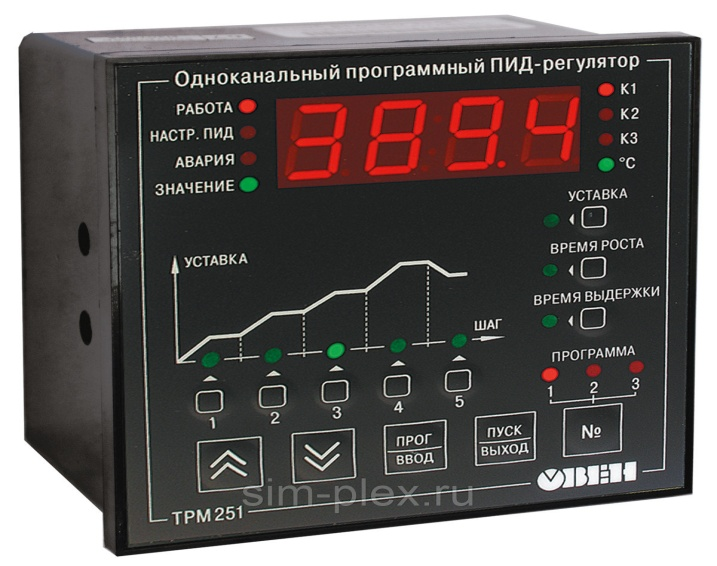 Одноканальный программный ПИД-регулятор
РАБОТА
НАСТР. ПИД
АВАРИЯ
ЗНАЧЕНИЕ
389.4
К1
К2
К3
°C
УСТАВКА
ВРЕМЯ РОСТА
ВРЕМЯ ВЫДЕРЖКИ
УСТАВКА
ШАГ
1 2 3 4 5
ПРОГРАММА
1 2 3
ПРОГ
ВВОД
ПУСК
ВЫХОД
№
ОВЕН
ТРМ251
sim-plex.ru